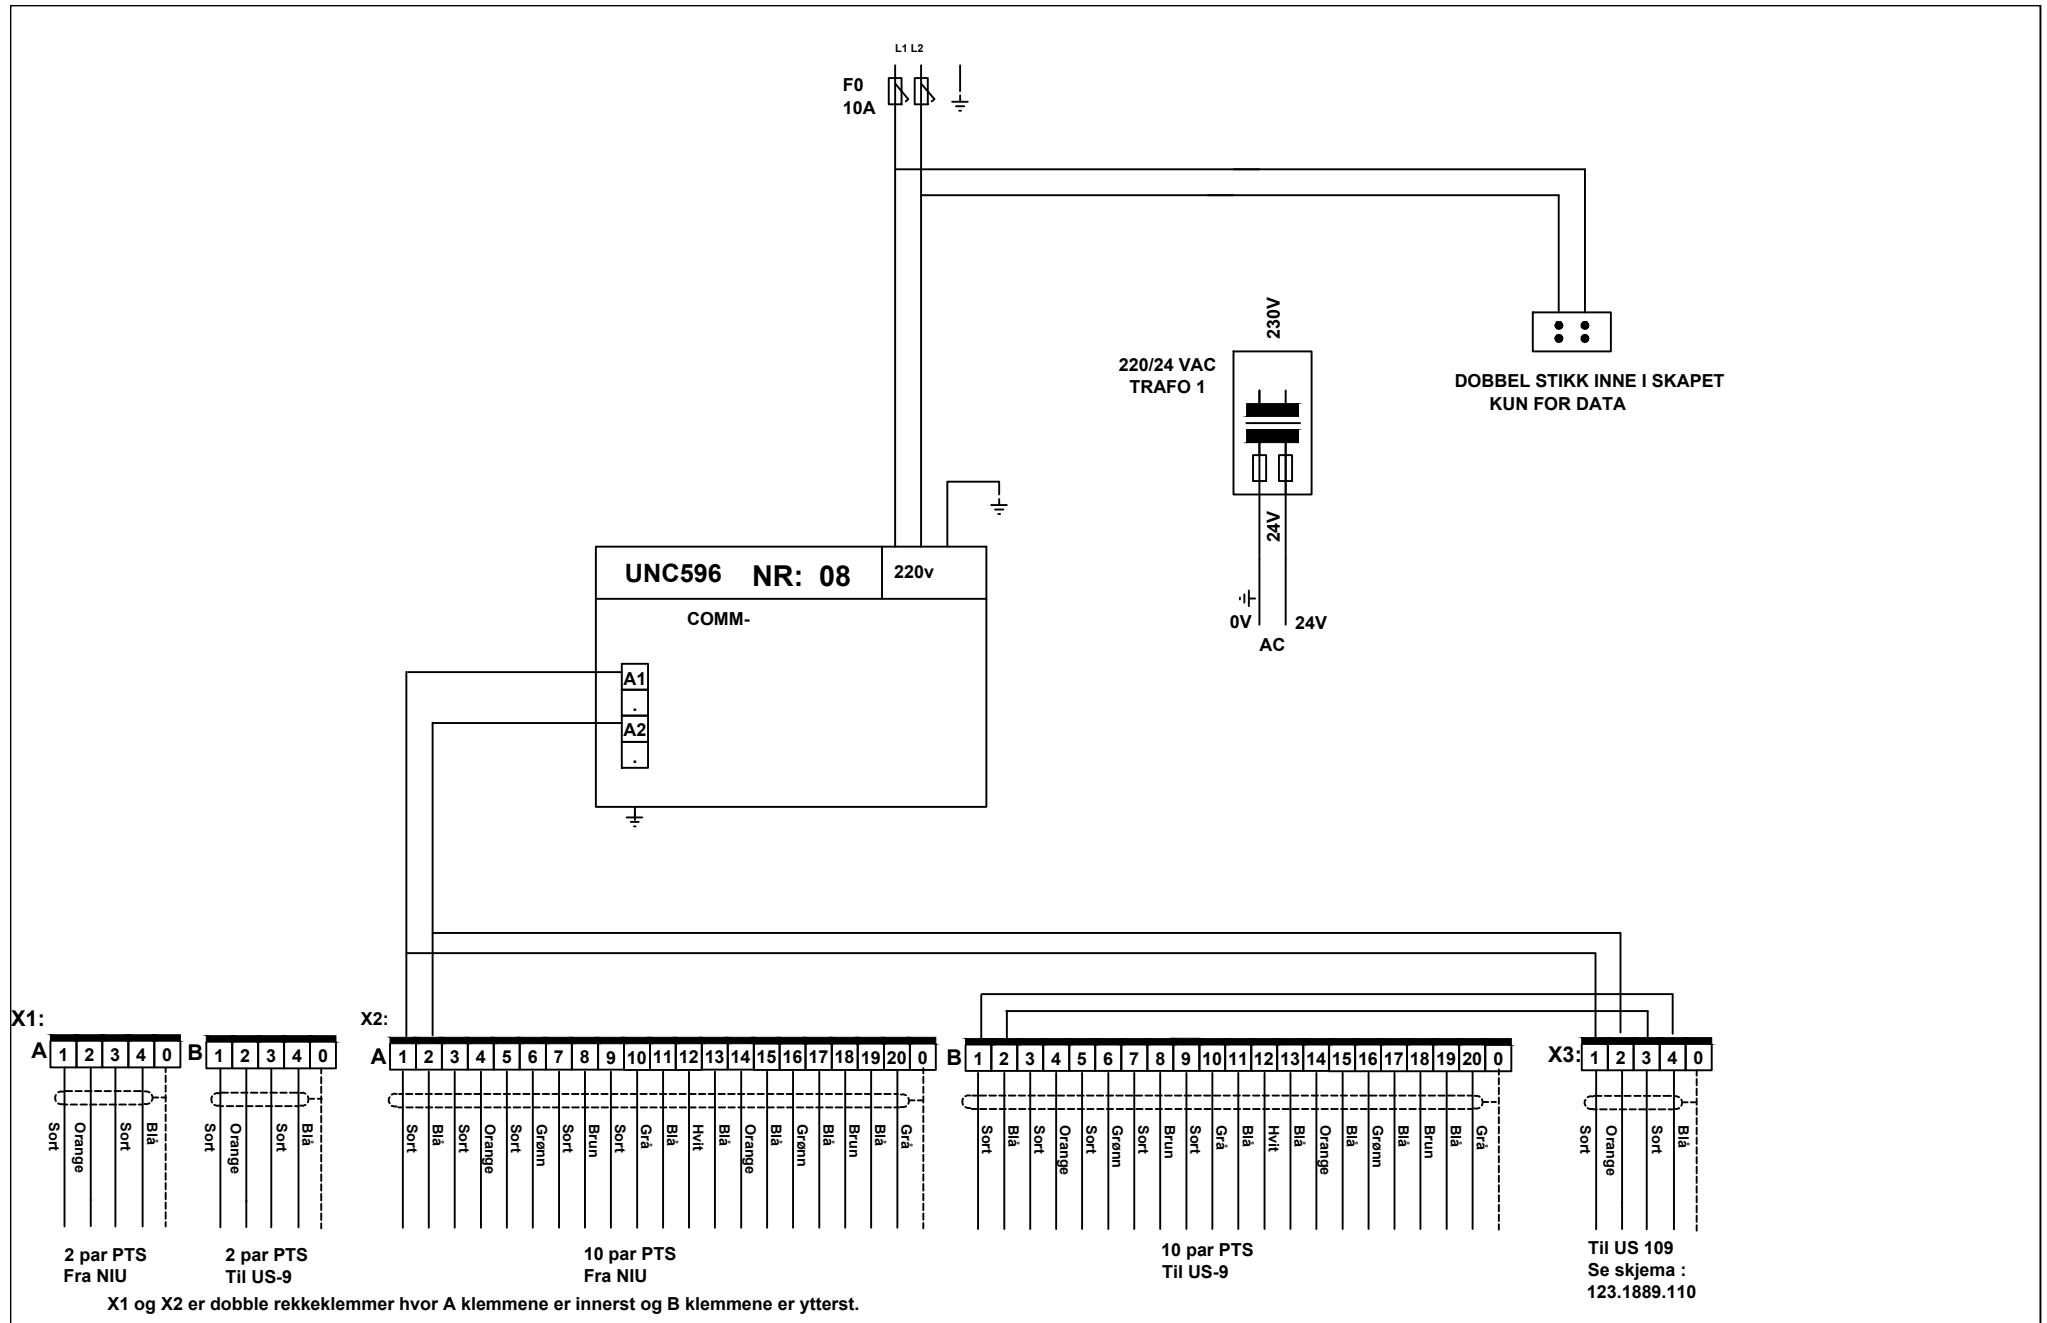 L1 L2
F0
10A
230V
220/24 VAC
TRAFO 1
DOBBEL STIKK INNE I SKAPET
KUN FOR DATA
24V
0V 24V
AC
UNC596 NR: 08 220v
COMM-
A1
.
A2
.
X1:
A 1 2 3 4 0
B 1 2 3 4 0
X2:
A 1 2 3 4 5 6 7 8 9 10 11 12 13 14 15 16 17 18 19 20 0
B 1 2 3 4 5 6 7 8 9 10 11 12 13 14 15 16 17 18 19 20 0
X3: 1 2 3 4 0
Sort Orange Sort Blå
Sort Orange Sort Blå
Sort Blå Sort Orange Sort Grønn Sort Brun Sort Grå Blå Hvit Blå Orange Blå Grønn Blå Brun Blå Grå
Sort Blå Sort Orange Sort Grønn Sort Brun Sort Grå Blå Hvit Blå Orange Blå Grønn Blå Brun Blå Grå
Sort Orange Sort Blå
2 par PTS
Fra NIU
2 par PTS
Til US-9
10 par PTS
Fra NIU
10 par PTS
Til US-9
Til US 109
Se skjema :
123.1889.110
X1 og X2 er dobble rekkeklemmer hvor A klemmene er innerst og B klemmene er ytterst.